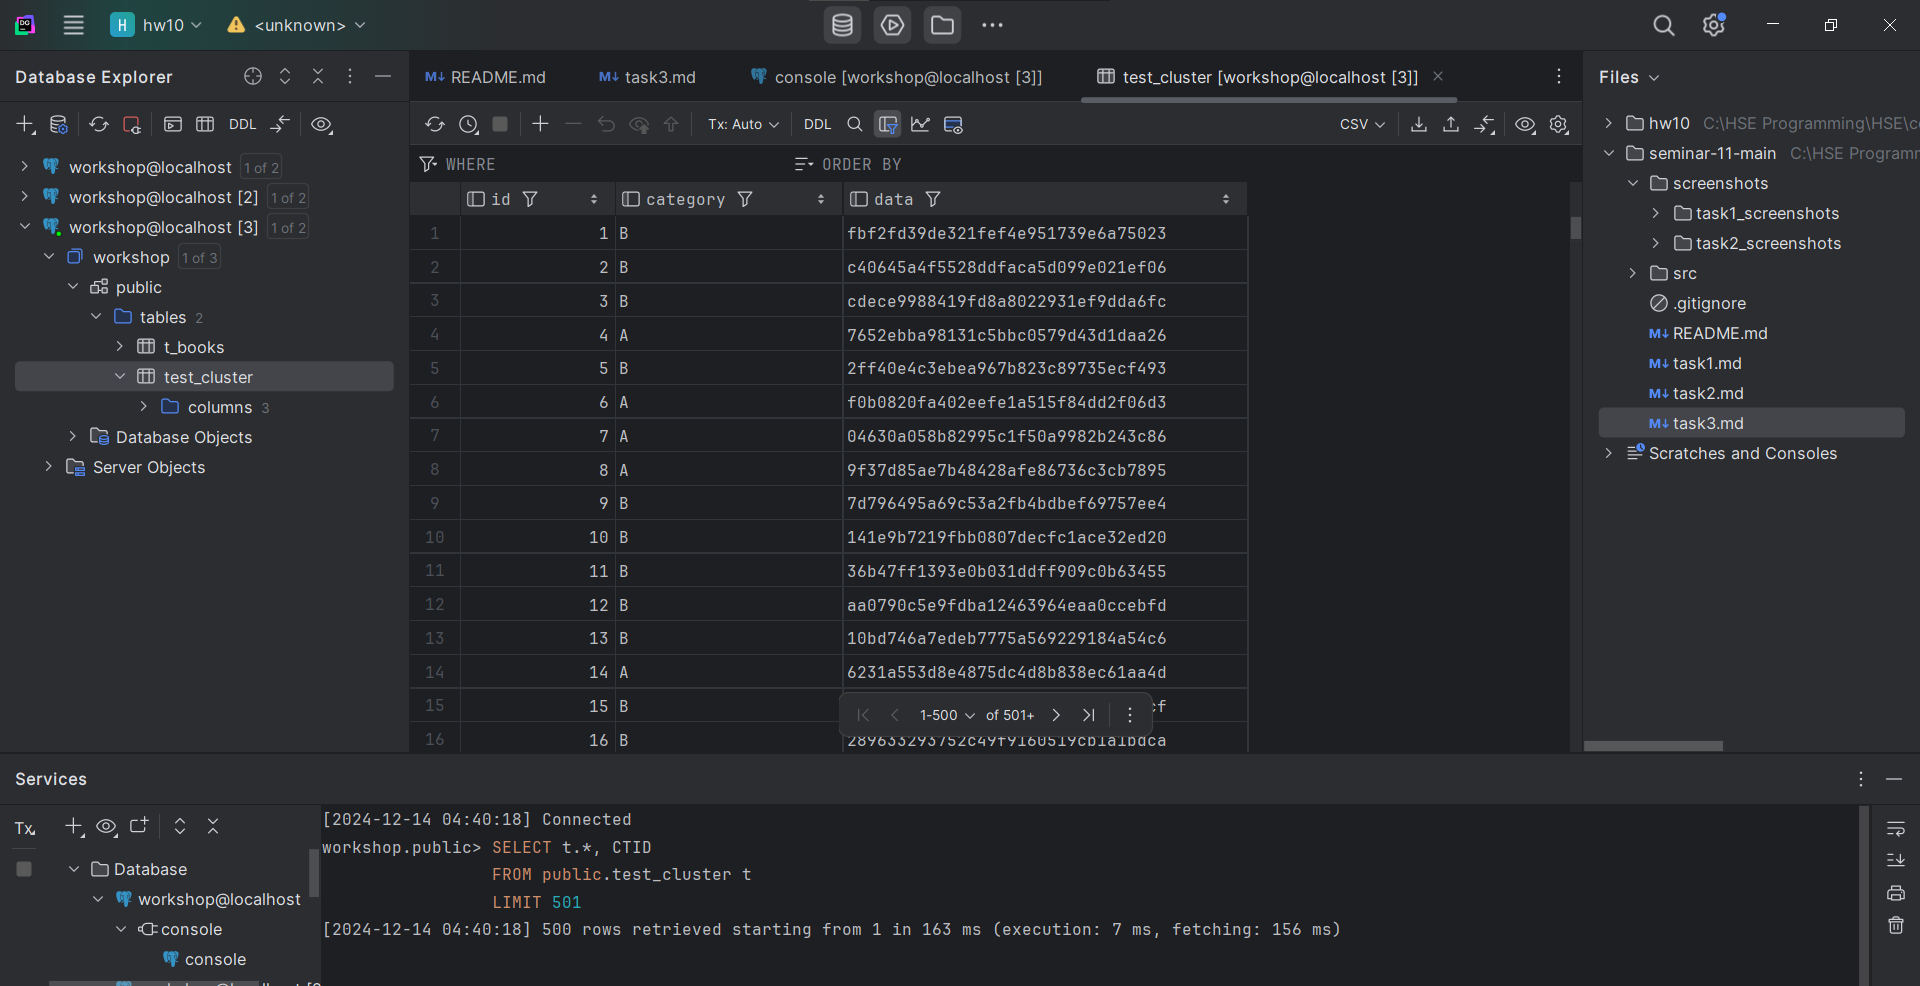 H hw10 <unknown>
Database Explorer
DDL
workshop@localhost 1 of 2
workshop@localhost [2] 1 of 2
workshop@localhost [3] 1 of 2
workshop 1 of 3
public
tables 2
t_books
test_cluster
columns 3
Database Objects
Server Objects
README.md task3.md console [workshop@localhost [3]] test_cluster [workshop@localhost [3]]
Tx: Auto DDL CSV
WHERE ORDER BY
id category data
1 1 B fbf2fd39de321fef4e951739e6a75023
2 2 B c40645a4f5528ddfaca5d099e021ef06
3 3 B cdece9988419fd8a8022931ef9dda6fc
4 4 A 7652ebba98131c5bbc0579d43d1daa26
5 5 B 2ff40e4c3ebea967b823c89735ecf493
6 6 A f0b0820fa402eefe1a515f84dd2f06d3
7 7 A 04630a058b82995c1f50a9982b243c86
8 8 A 9f37d85ae7b48428afe86736c3cb7895
9 9 B 7d796495a69c53a2fb4bdbef69757ee4
10 10 B 141e9b7219fbb0807decfc1ace32ed20
11 11 B 36b47ff1393e0b031ddff909c0b63455
12 12 B aa0790c5e9fdba12463964eaa0ccebfd
13 13 B 10bd746a7edeb7775a569229184a54c6
14 14 A 6231a553d8e4875dc4d8b838ec61aa4d
15 15 B
16 16 B
1-500 of 501+
Files
hw10 C:\HSE Programming\HSE\c
seminar-11-main C:\HSE Program
screenshots
task1_screenshots
task2_screenshots
src
.gitignore
README.md
task1.md
task2.md
task3.md
Scratches and Consoles
Services
Tx
Database
workshop@localhost
console
console
[2024-12-14 04:40:18] Connected
workshop.public> SELECT t.*, CTID
FROM public.test_cluster t
LIMIT 501
[2024-12-14 04:40:18] 500 rows retrieved starting from 1 in 163 ms (execution: 7 ms, fetching: 156 ms)